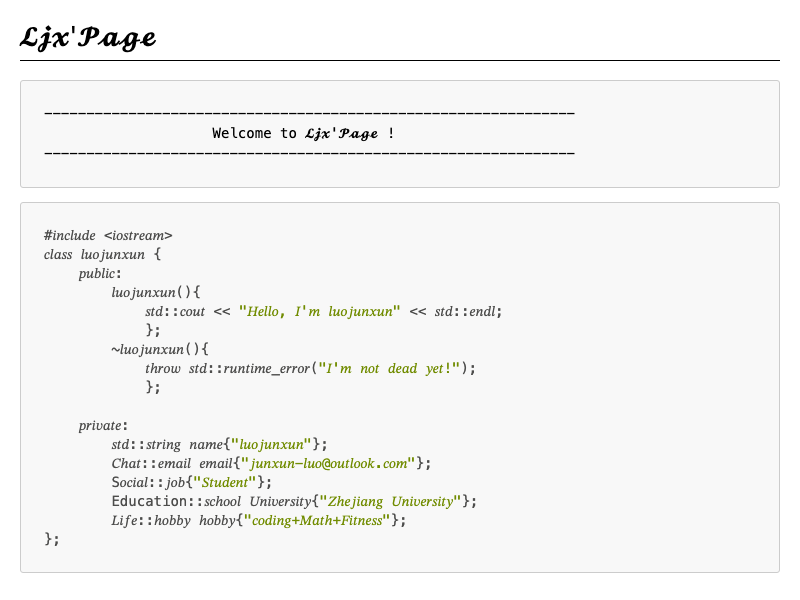 Ljx'Page
---------------------------------------------------------------
Welcome to Ljx'Page !
---------------------------------------------------------------
#include <iostream>
class luojunxun {
    public:
        luojunxun(){
            std::cout << "Hello, I'm luojunxun" << std::endl;
            };
        ~luojunxun(){
            throw std::runtime_error("I'm not dead yet!");
            };

    private:
        std::string name{"luojunxun"};
        Chat::email email{"junxun-luo@outlook.com"};
        Social::job{"Student"};
        Education::school University{"Zhejiang University"};
        Life::hobby hobby{"coding+Math+Fitness"};
};